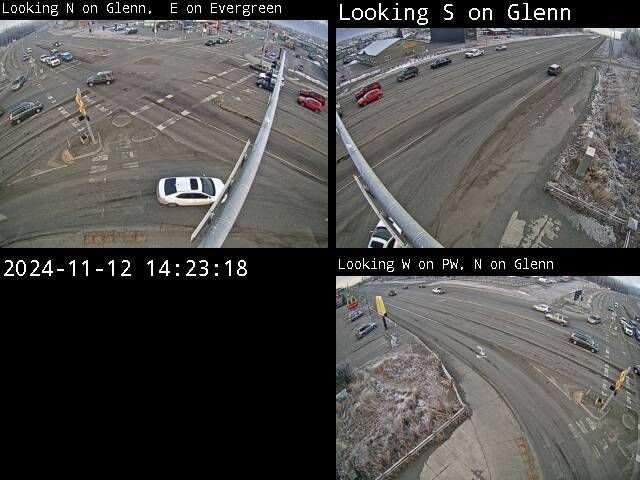 Looking N on Glenn,  E on Evergreen
Looking S on Glenn
2024-11-12 14:23:18
Looking W on PW, N on Glenn